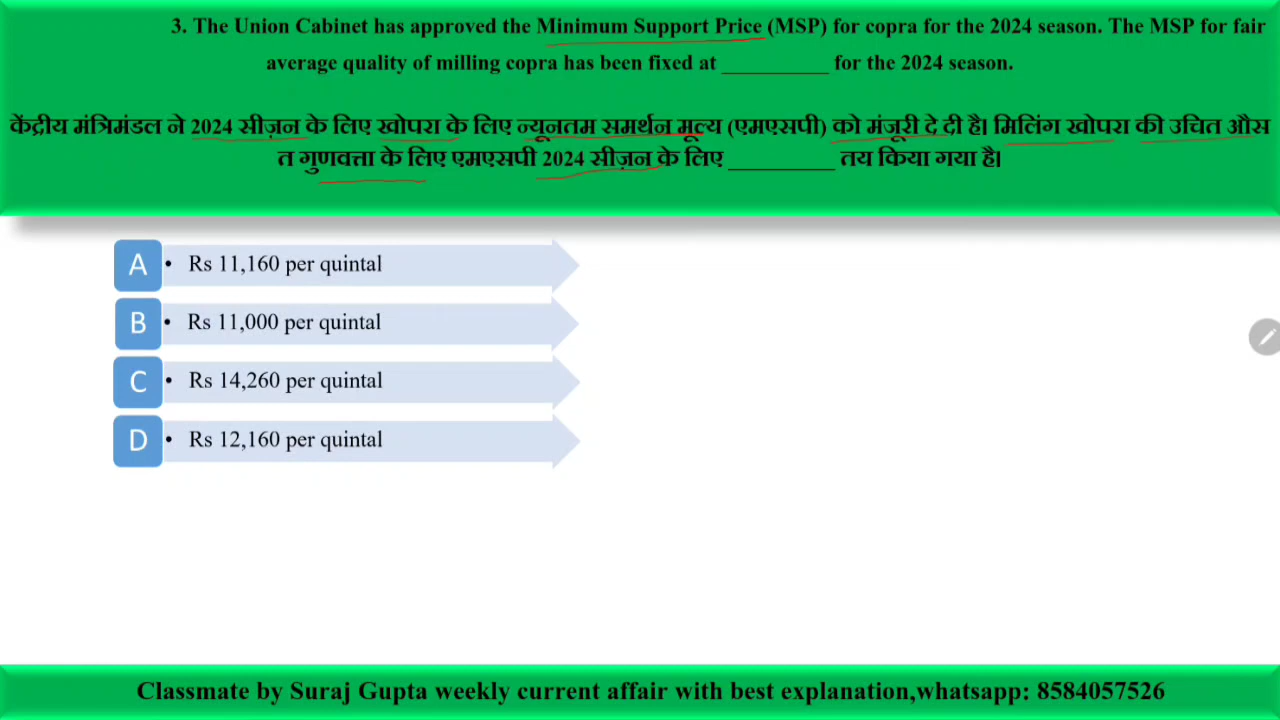 3. The Union Cabinet has approved the Minimum Support Price (MSP) for copra for the 2024 season. The MSP for fair
average quality of milling copra has been fixed at __________ for the 2024 season.
केंद्रीय मंत्रिमंडल ने 2024 सीज़न के लिए खोपरा के लिए न्यूनतम समर्थन मूल्य (एमएसपी) को मंजूरी दे दी है। मिलिंग खोपरा की उचित औस
त गुणवत्ता के लिए एमएसपी 2024 सीज़न के लिए __________ तय किया गया है।
A • Rs 11,160 per quintal
B • Rs 11,000 per quintal
C • Rs 14,260 per quintal
D • Rs 12,160 per quintal
Classmate by Suraj Gupta weekly current affair with best explanation,whatsapp: 8584057526